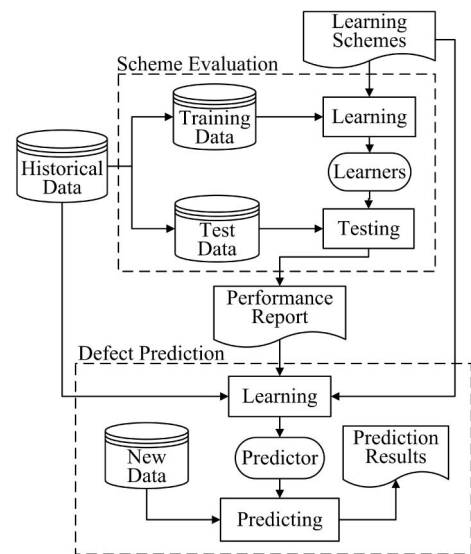 Learning
Schemes
Scheme Evaluation
Training
Data
Learning
Historical
Data
Learners
Test
Data
Testing
Performance
Report
Defect Prediction
Learning
New
Data
Predictor
Prediction
Results
Predicting